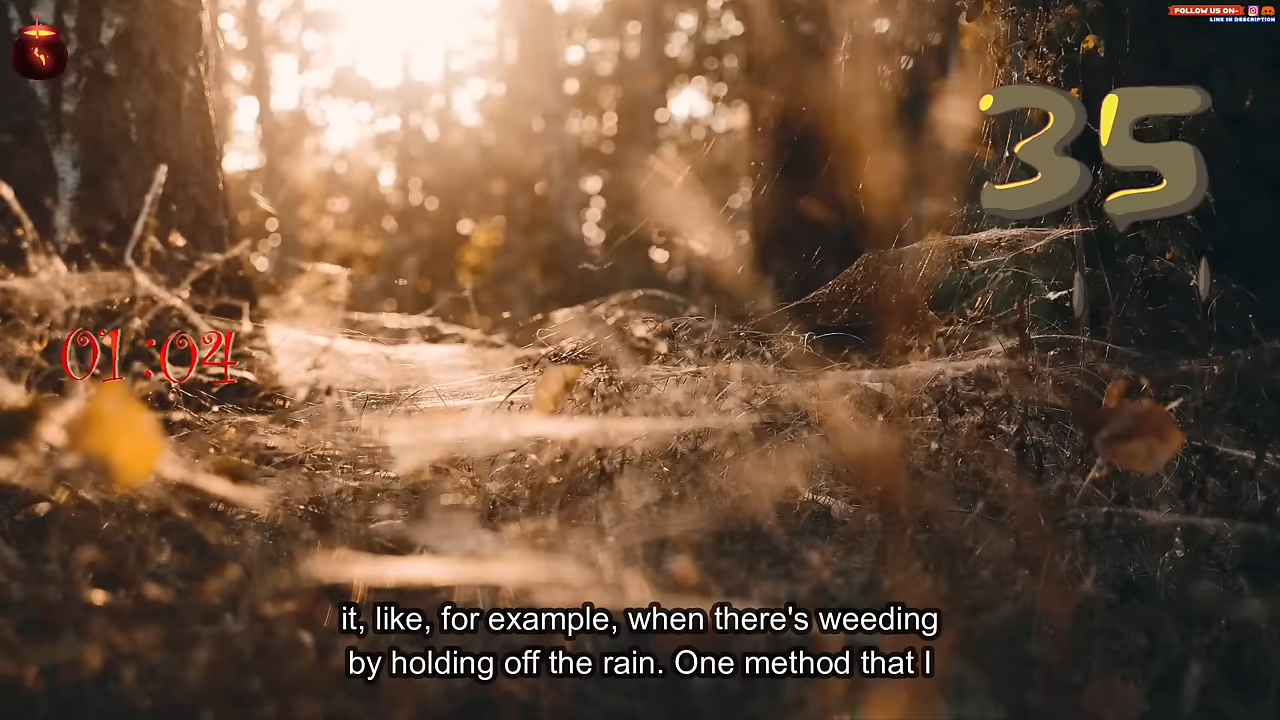 FOLLOW US ON-
LINK IN DESCRIPTION
35
01:04
it, like, for example, when there's weeding
by holding off the rain. One method that I